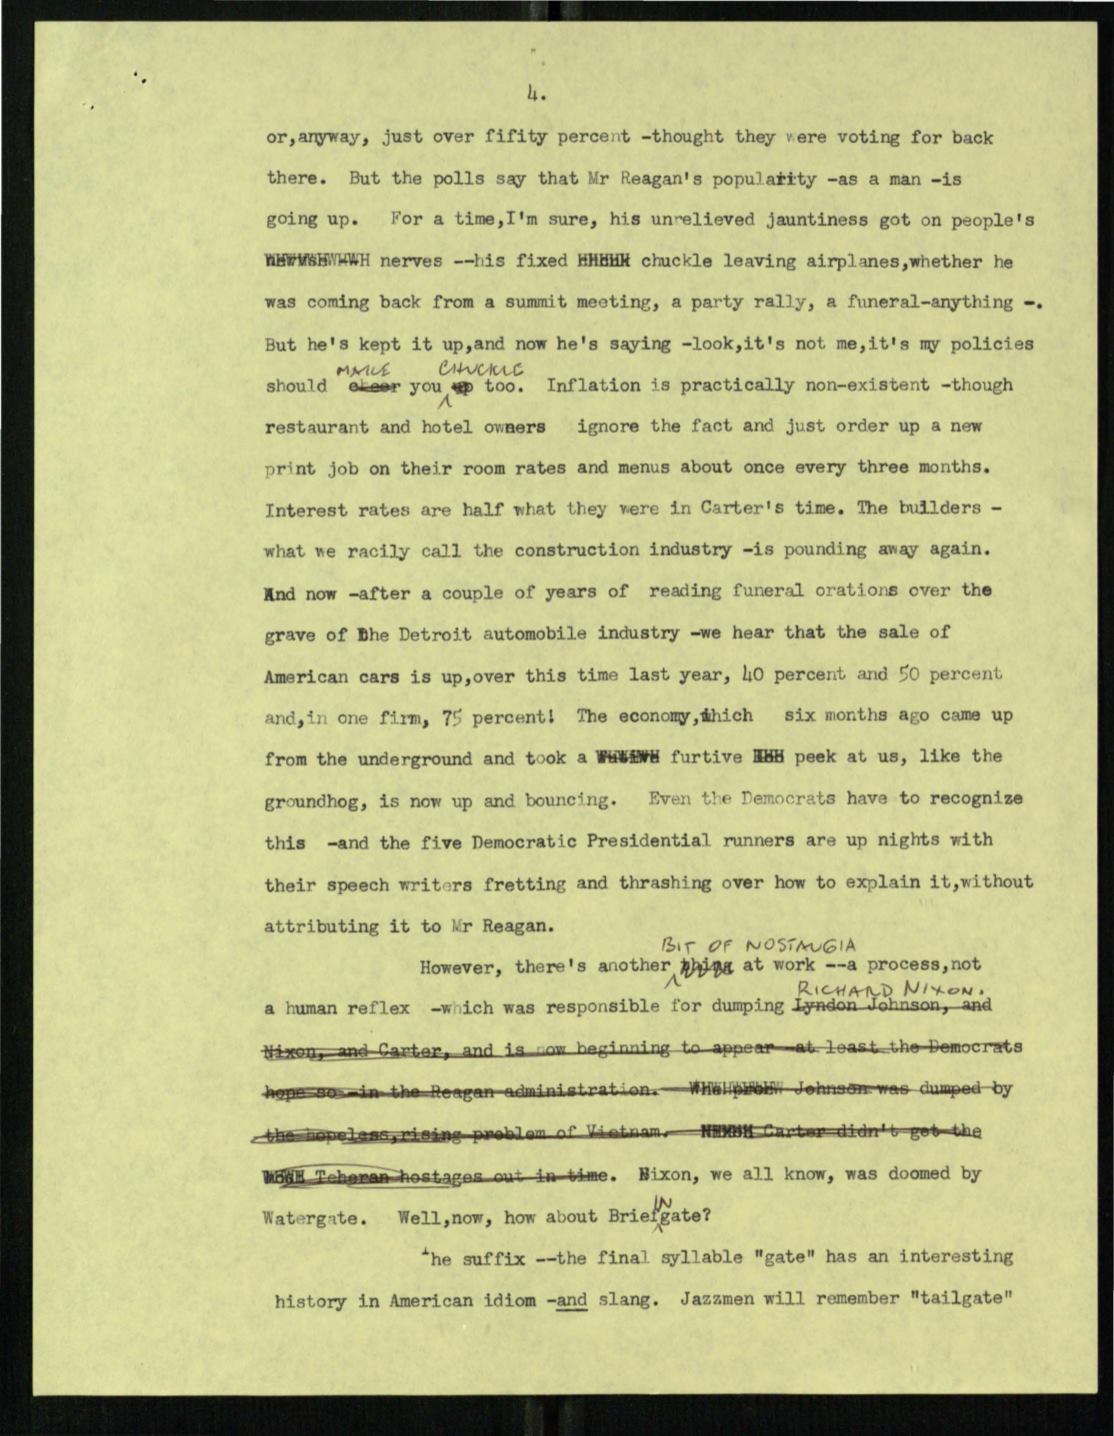 4.
or,anyway, just over fifity percent -thought they were voting for back
there. But the polls say that Mr Reagan's popularity -as a man -is
going up. For a time,I'm sure, his unrelieved jauntiness got on people's
nerves --his fixed chuckle leaving airplanes,whether he
was coming back from a summit meeting, a party rally, a funeral-anything -.
But he's kept it up,and now he's saying -look,it's not me,it's my policies
MAKE CHUCKLE
should cheer you up too. Inflation is practically non-existent -though
restaurant and hotel owners ignore the fact and just order up a new
print job on their room rates and menus about once every three months.
Interest rates are half what they were in Carter's time. The builders -
what we racily call the construction industry -is pounding away again.
And now -after a couple of years of reading funeral orations over the
grave of the Detroit automobile industry -we hear that the sale of
American cars is up,over this time last year, 40 percent and 50 percent
and,in one firm, 75 percent! The economy,which six months ago came up
from the underground and took a furtive peek at us, like the
groundhog, is now up and bouncing. Even the Democrats have to recognize
this -and the five Democratic Presidential runners are up nights with
their speech writers fretting and thrashing over how to explain it,without
attributing it to Mr Reagan.
BIT OF NOSTALGIA
However, there's another thing at work --a process,not
RICHARD NIXON.
a human reflex -which was responsible for dumping Lyndon Johnson, and
Nixon, and Carter, and is now beginning to appear -at least the Democrats
hope so -in the Reagan administration. Johnson was dumped by
the hopeless,rising problem of Vietnam. Carter didn't get the
Teheran hostages out in time. Nixon, we all know, was doomed by
IN
Watergate. Well,now, how about Briefgate?
The suffix --the final syllable "gate" has an interesting
history in American idiom -and slang. Jazzmen will remember "tailgate"